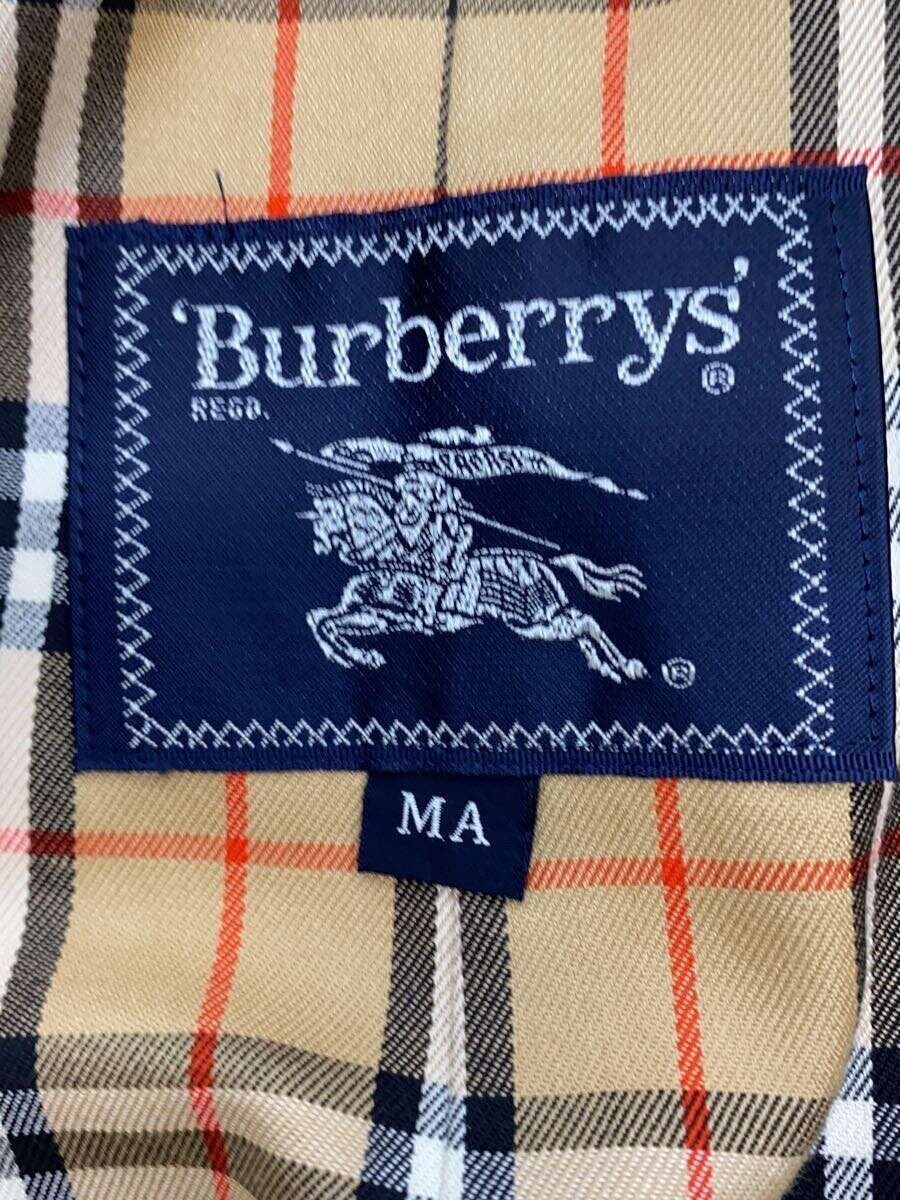 'Burberrys'
REGD.
®
®
MA